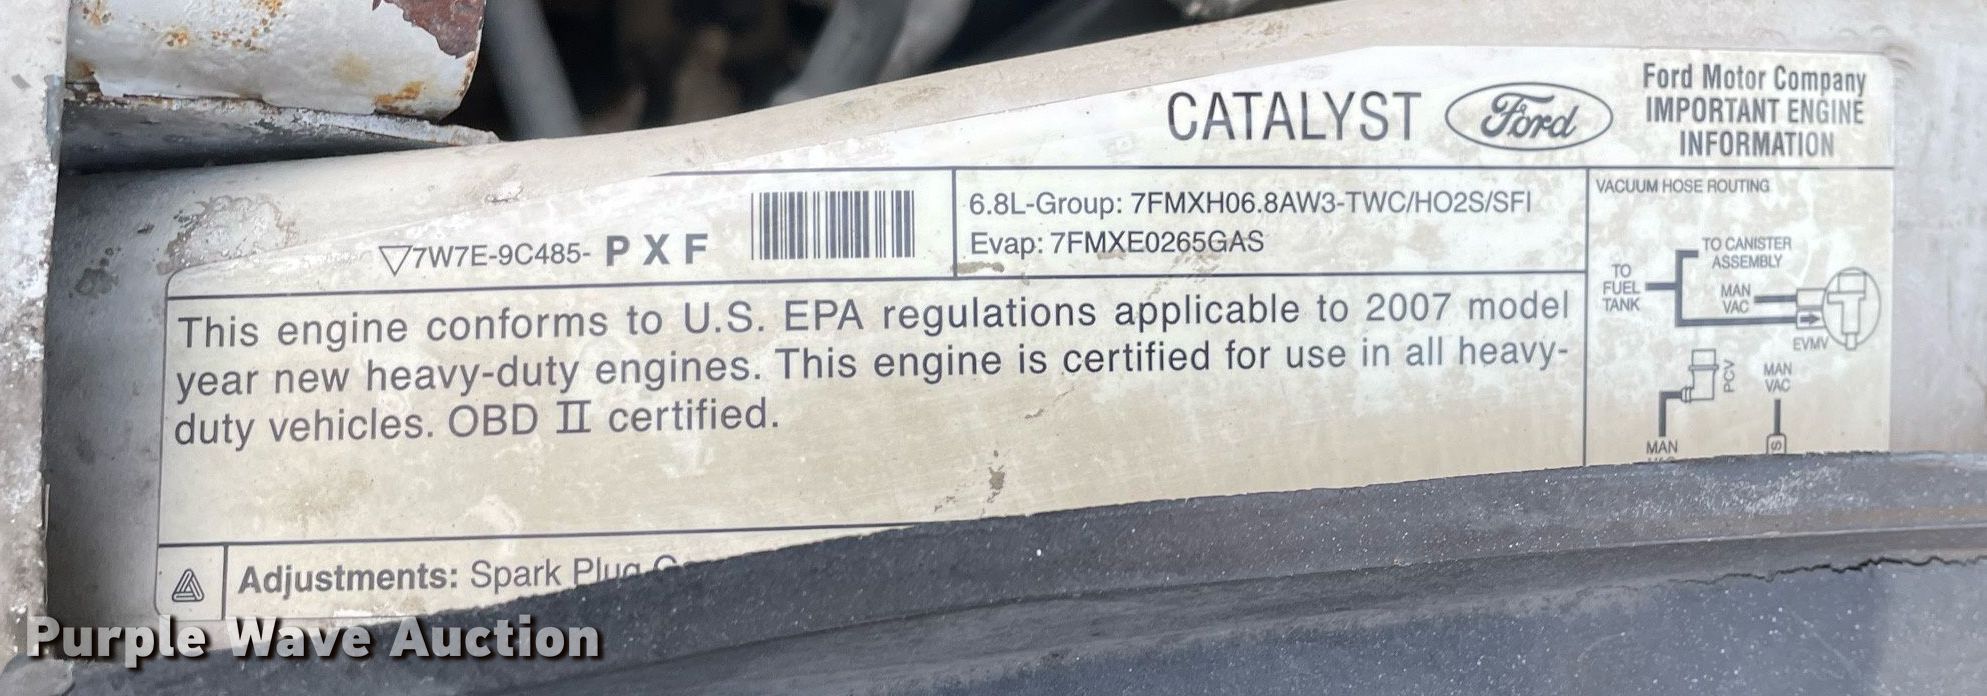 CATALYST
Ford
Ford Motor Company
IMPORTANT ENGINE
INFORMATION
7W7E-9C485- P X F
6.8L-Group: 7FMXH06.8AW3-TWC/HO2S/SFI
Evap: 7FMXE0265GAS
This engine conforms to U.S. EPA regulations applicable to 2007 model
year new heavy-duty engines. This engine is certified for use in all heavy-
duty vehicles. OBD II certified.
Adjustments: Spark Plug
VACUUM HOSE ROUTING
TO CANISTER
ASSEMBLY
TO
FUEL
TANK
MAN
VAC
EVMV
PCV
MAN
VAC
MAN
S
Purple Wave Auction